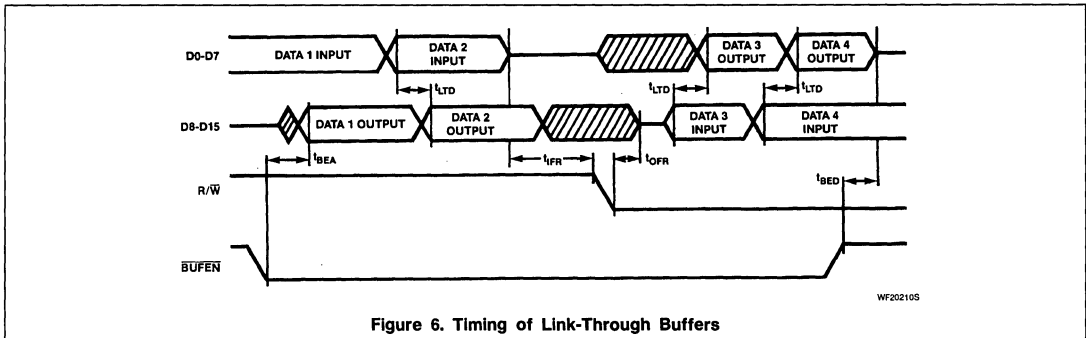 D0-D7
DATA 1 INPUT
DATA 2
INPUT
DATA 3
OUTPUT
DATA 4
OUTPUT
tLTD
tLTD
tLTD
D8-D15
DATA 1 OUTPUT
DATA 2
OUTPUT
DATA 3
INPUT
DATA 4
INPUT
tBEA
tIFR
tOFR
tBED
R/W̅
B̅U̅F̅E̅N̅
WF20210S
Figure 6. Timing of Link-Through Buffers